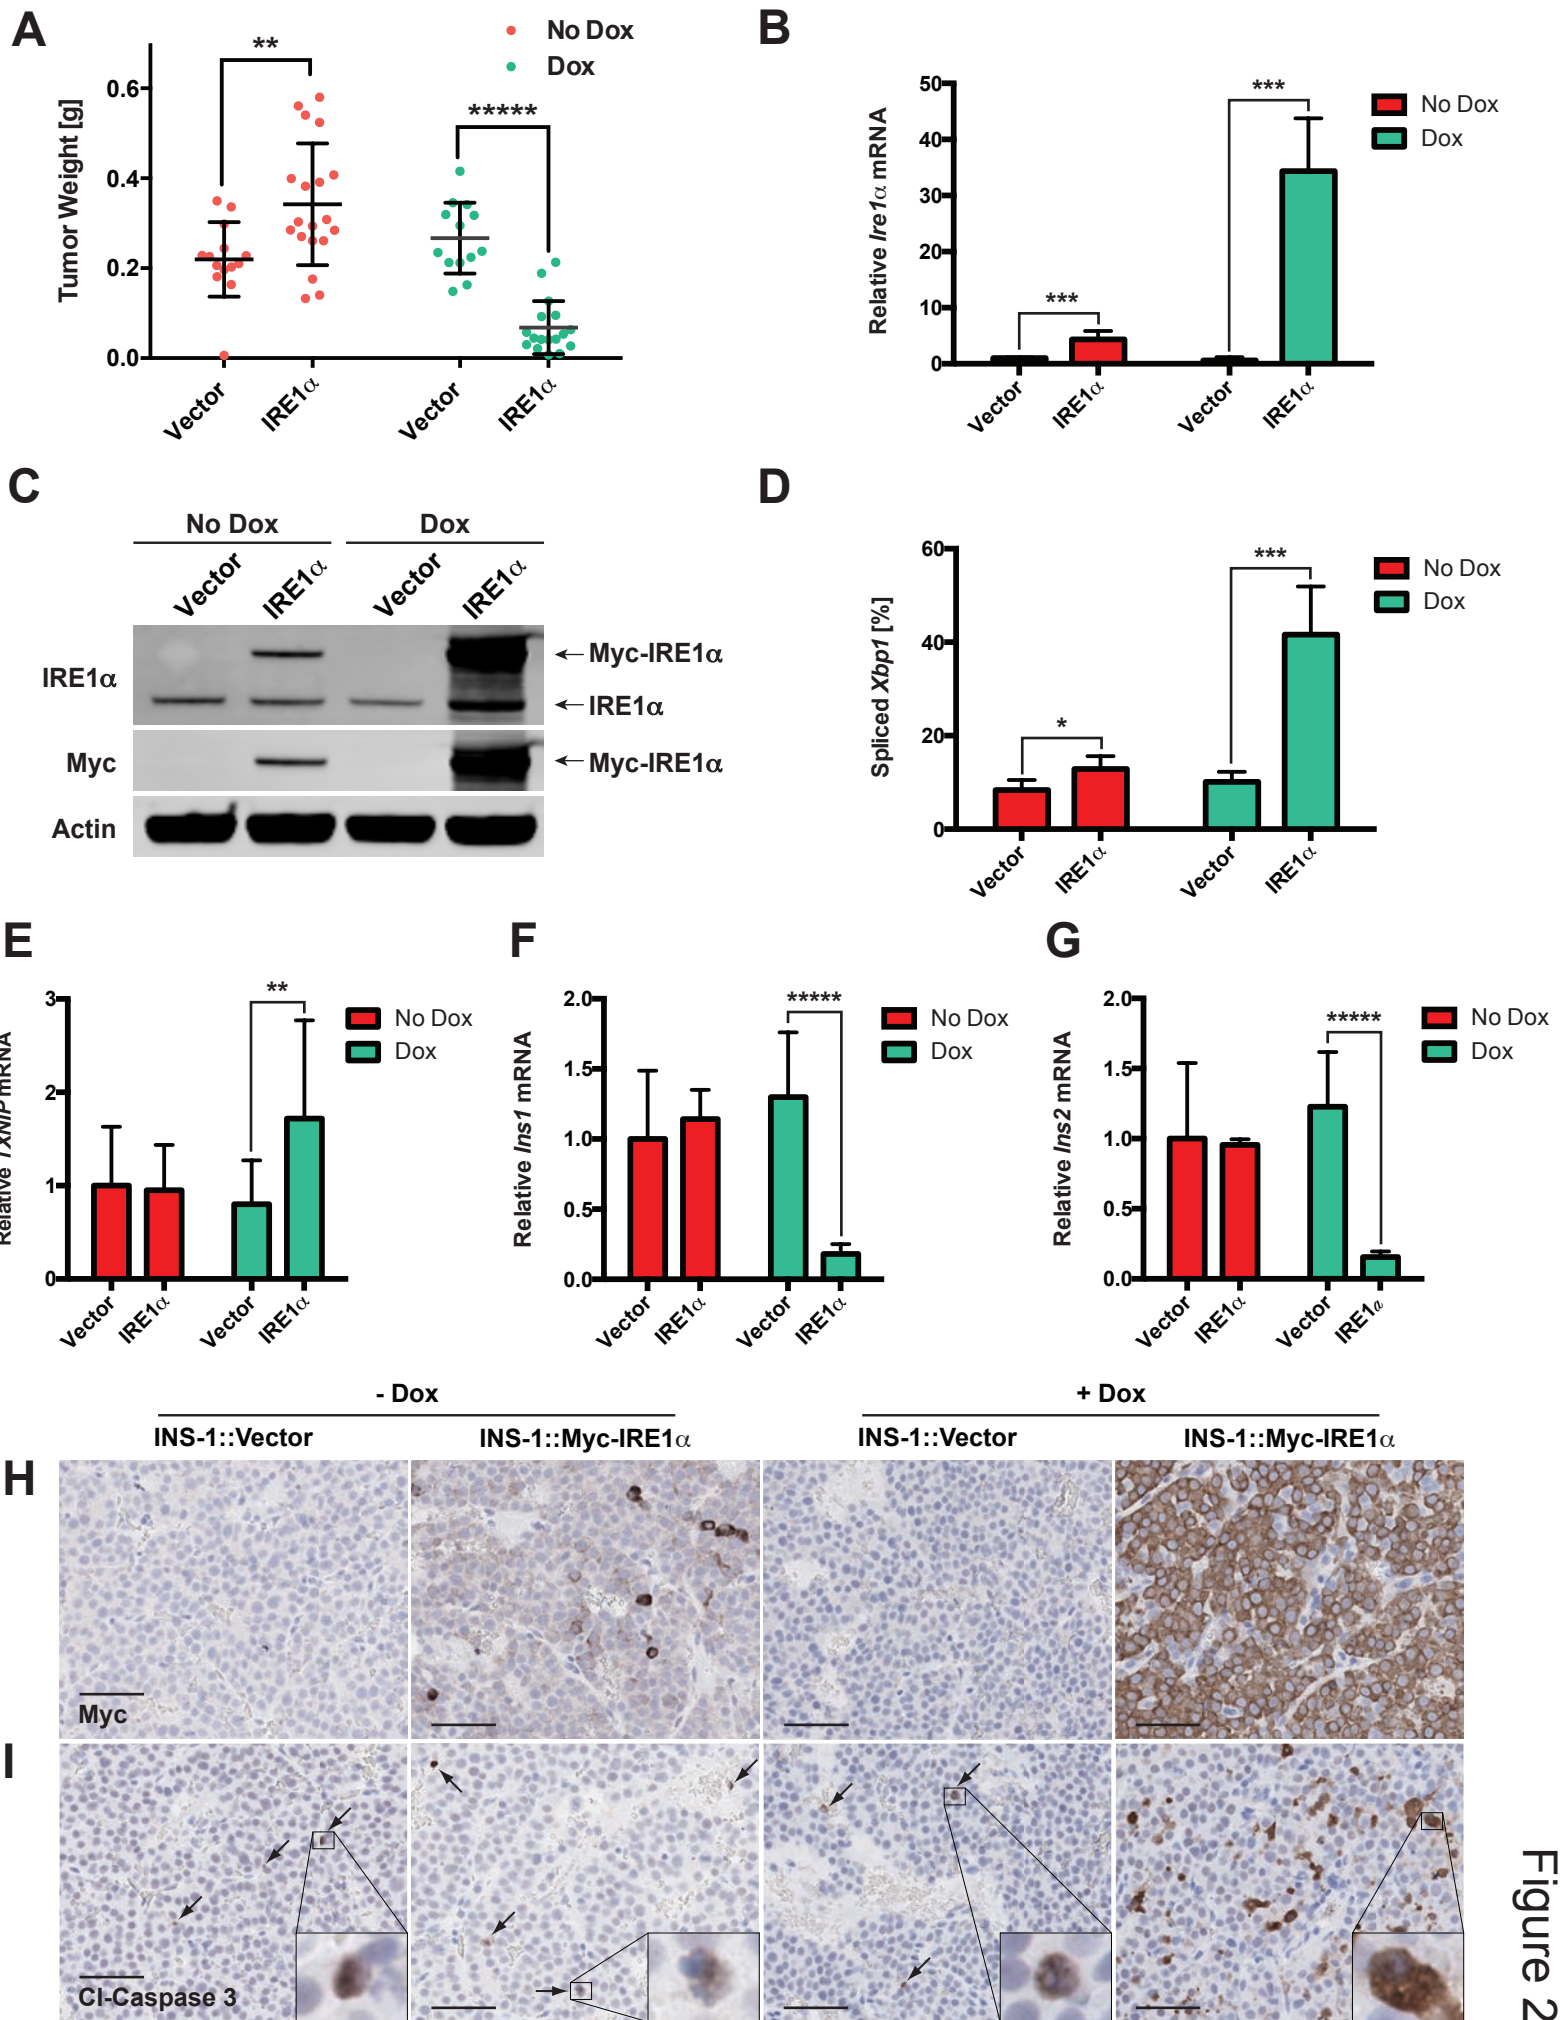 A
No Dox
Dox
**
*****
Tumor Weight [g]
0.6
0.4
0.2
0.0
Vector
IRE1α
Vector
IRE1α
B
No Dox
Dox
***
***
Relative Ire1α mRNA
50
40
30
20
10
0
Vector
IRE1α
Vector
IRE1α
C
No Dox
Dox
Vector
IRE1α
Vector
IRE1α
IRE1α
Myc-IRE1α
IRE1α
Myc
Myc-IRE1α
Actin
D
No Dox
Dox
*
***
Spliced Xbp1 [%]
60
40
20
0
Vector
IRE1α
Vector
IRE1α
E
No Dox
Dox
**
Relative TXNIP mRNA
3
2
1
0
Vector
IRE1α
Vector
IRE1α
F
No Dox
Dox
*****
Relative Ins1 mRNA
2.0
1.5
1.0
0.5
0.0
Vector
IRE1α
Vector
IRE1α
G
No Dox
Dox
*****
Relative Ins2 mRNA
2.0
1.5
1.0
0.5
0.0
Vector
IRE1α
Vector
IRE1a
- Dox
+ Dox
INS-1::Vector
INS-1::Myc-IRE1α
INS-1::Vector
INS-1::Myc-IRE1α
H
Myc
I
Cl-Caspase 3
Figure 2